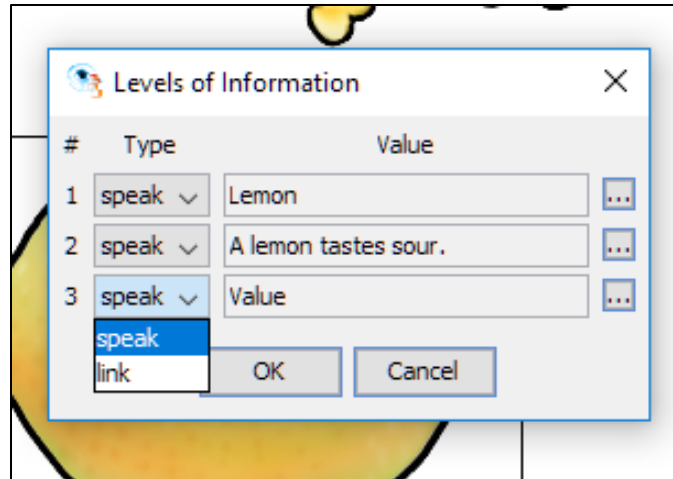 Levels of Information
# Type Value
1 speak Lemon ...
2 speak A lemon tastes sour. ...
3 speak Value ...
speak
link
OK Cancel